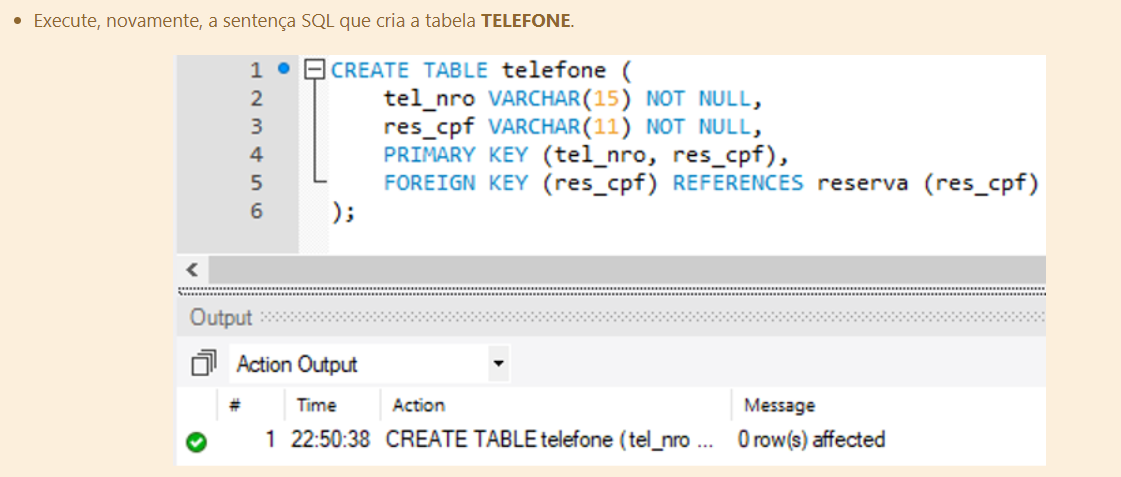 • Execute, novamente, a sentença SQL que cria a tabela TELEFONE.
1 CREATE TABLE telefone (
2 tel_nro VARCHAR(15) NOT NULL,
3 res_cpf VARCHAR(11) NOT NULL,
4 PRIMARY KEY (tel_nro, res_cpf),
5 FOREIGN KEY (res_cpf) REFERENCES reserva (res_cpf)
6 );
Output
Action Output
# Time Action Message
1 22:50:38 CREATE TABLE telefone ( tel_nro ... 0 row(s) affected